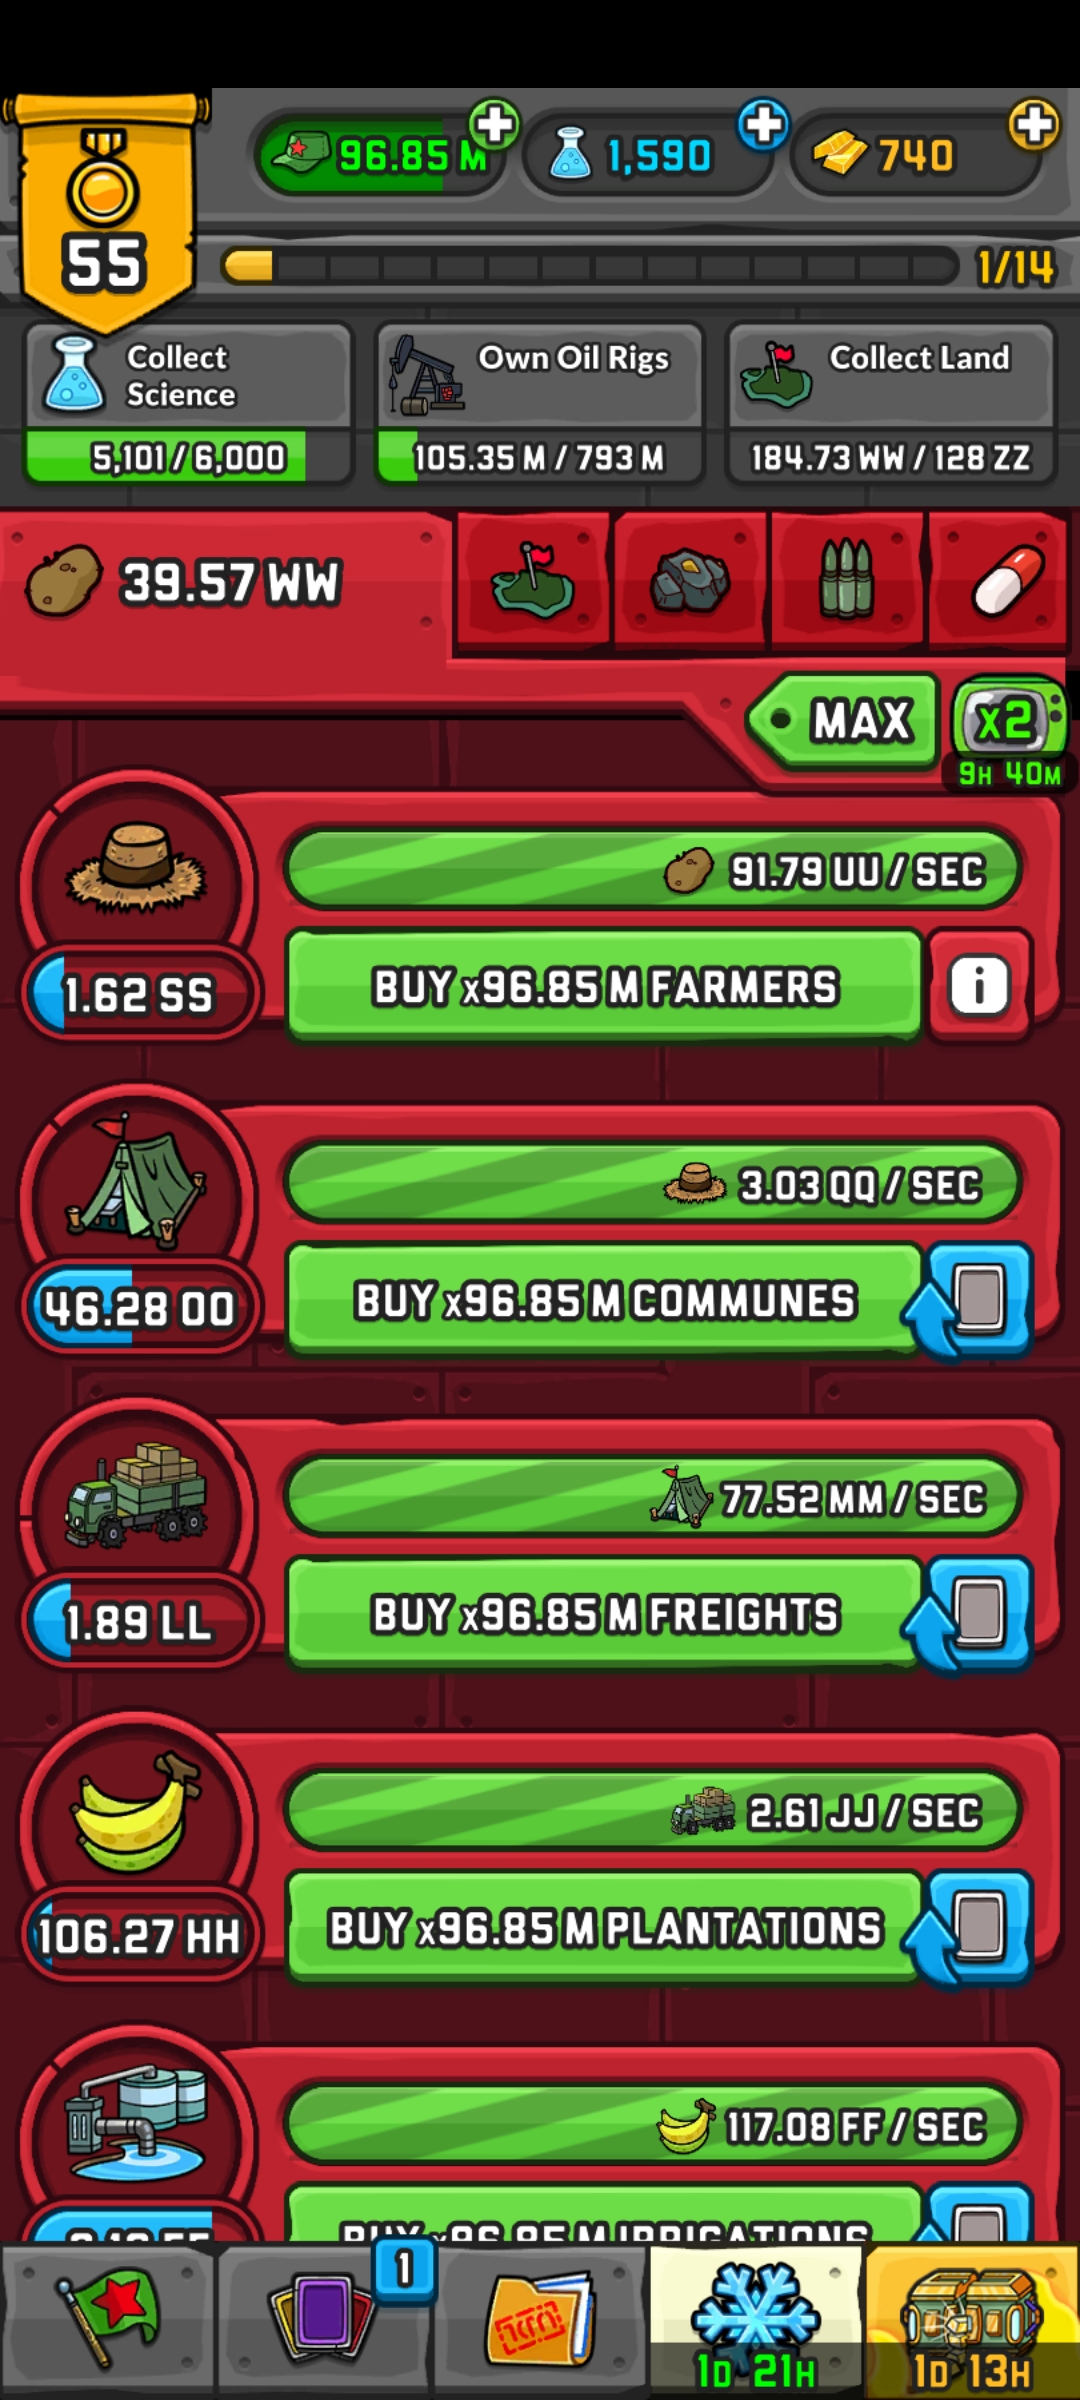 96.85 M
1,590
740
55
1/14
Collect
Science
5,101 / 6,000
Own Oil Rigs
105.35 M / 793 M
Collect Land
184.73 WW / 128 ZZ
39.57 WW
MAX
x2
9H 40M
91.79 UU / SEC
1.62 SS
BUY x96.85 M FARMERS
i
3.03 QQ / SEC
46.28 OO
BUY x96.85 M COMMUNES
77.52 MM / SEC
1.89 LL
BUY x96.85 M FREIGHTS
2.61 JJ / SEC
106.27 HH
BUY x96.85 M PLANTATIONS
117.08 FF / SEC
BUY x96.85 M IRRIGATIONS
1
1D 21H
1D 13H